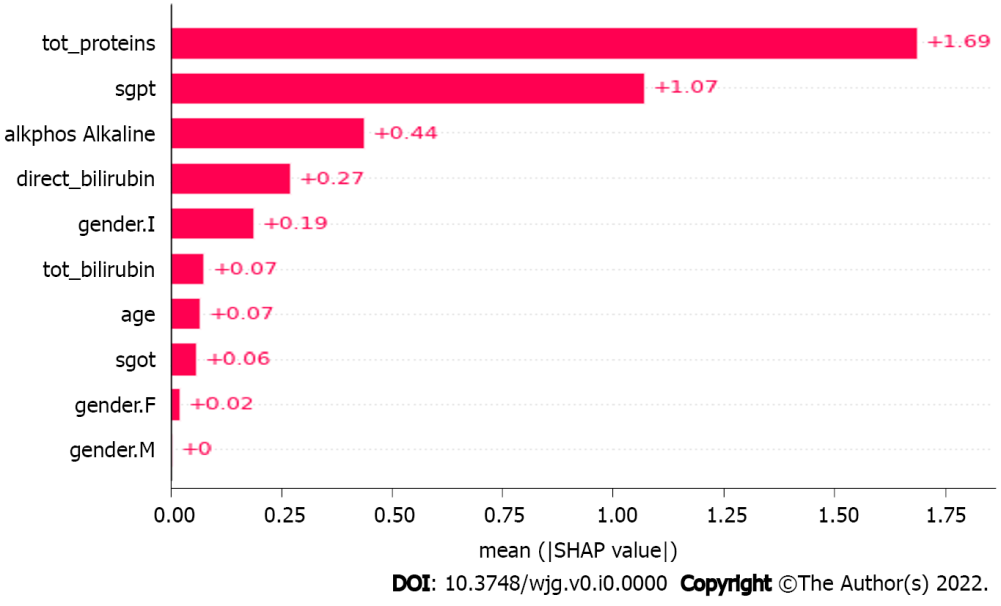 tot_proteins +1.69
sgpt +1.07
alkphos Alkaline +0.44
direct_bilirubin +0.27
gender.I +0.19
tot_bilirubin +0.07
age +0.07
sgot +0.06
gender.F +0.02
gender.M +0
0.00 0.25 0.50 0.75 1.00 1.25 1.50 1.75
mean (|SHAP value|)
DOI: 10.3748/wjg.v0.i0.0000 Copyright ©The Author(s) 2022.